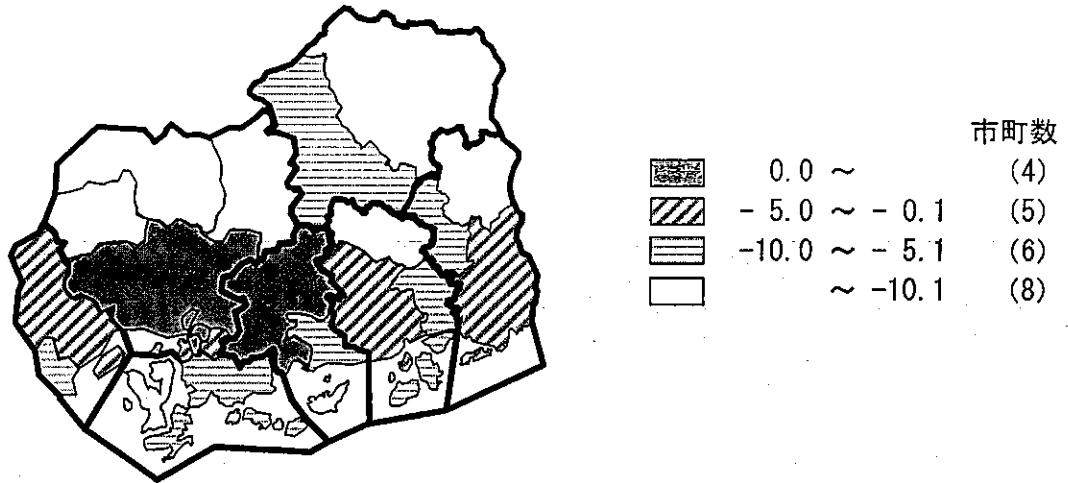 市町数
0.0 ～ (4)
- 5.0 ～ - 0.1 (5)
-10.0 ～ - 5.1 (6)
～ -10.1 (8)